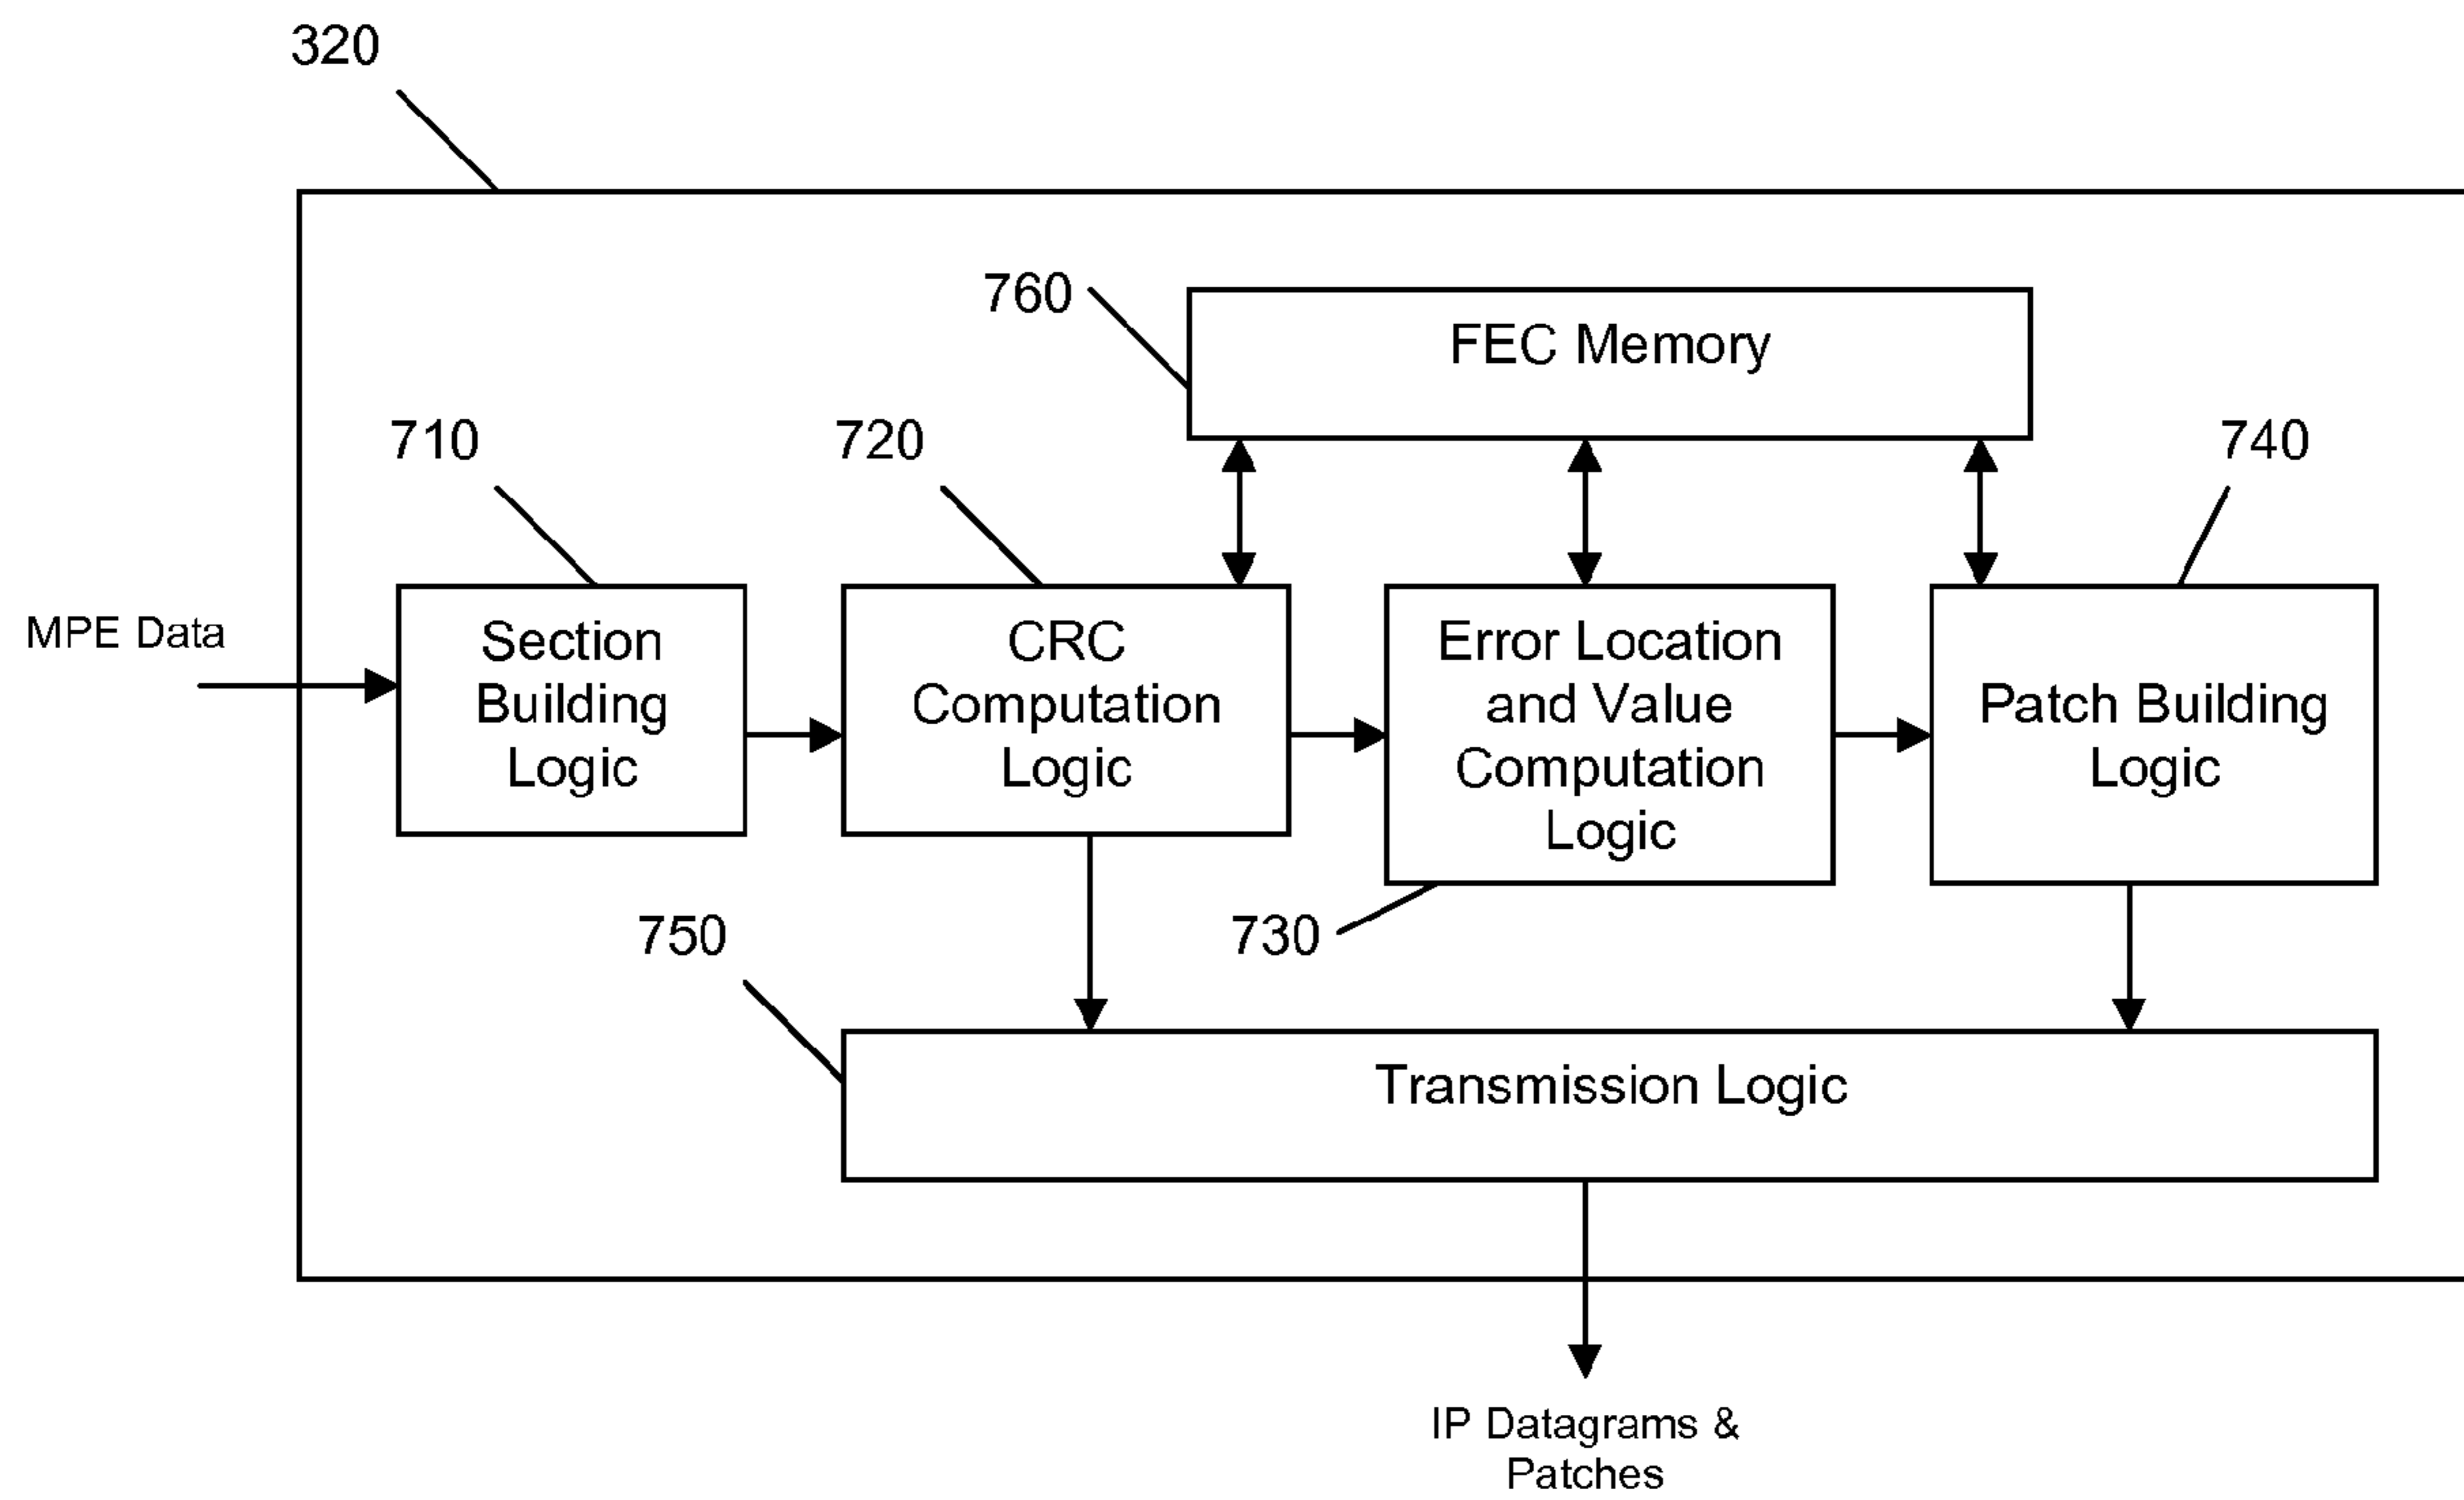 320
760
FEC Memory
710
720
740
MPE Data
Section
Building
Logic
CRC
Computation
Logic
Error Location
and Value
Computation
Logic
Patch Building
Logic
750
730
Transmission Logic
IP Datagrams &
Patches